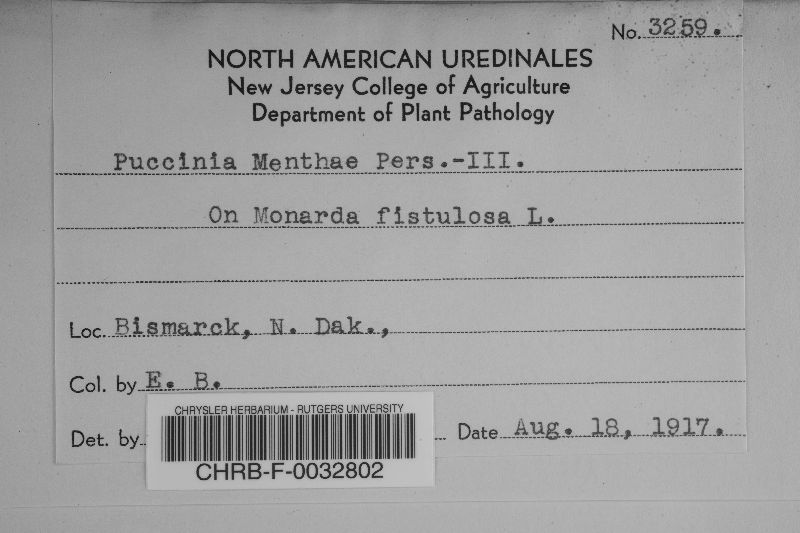 No. 3259.
NORTH AMERICAN UREDINALES
New Jersey College of Agriculture
Department of Plant Pathology
Puccinia Menthae Pers.-III.
On Monarda fistulosa L.
Loc. Bismarck, N. Dak.,
Col. by E. B.
Det. by Date Aug. 18, 1917.
CHRYSLER HERBARIUM - RUTGERS UNIVERSITY
CHRB-F-0032802